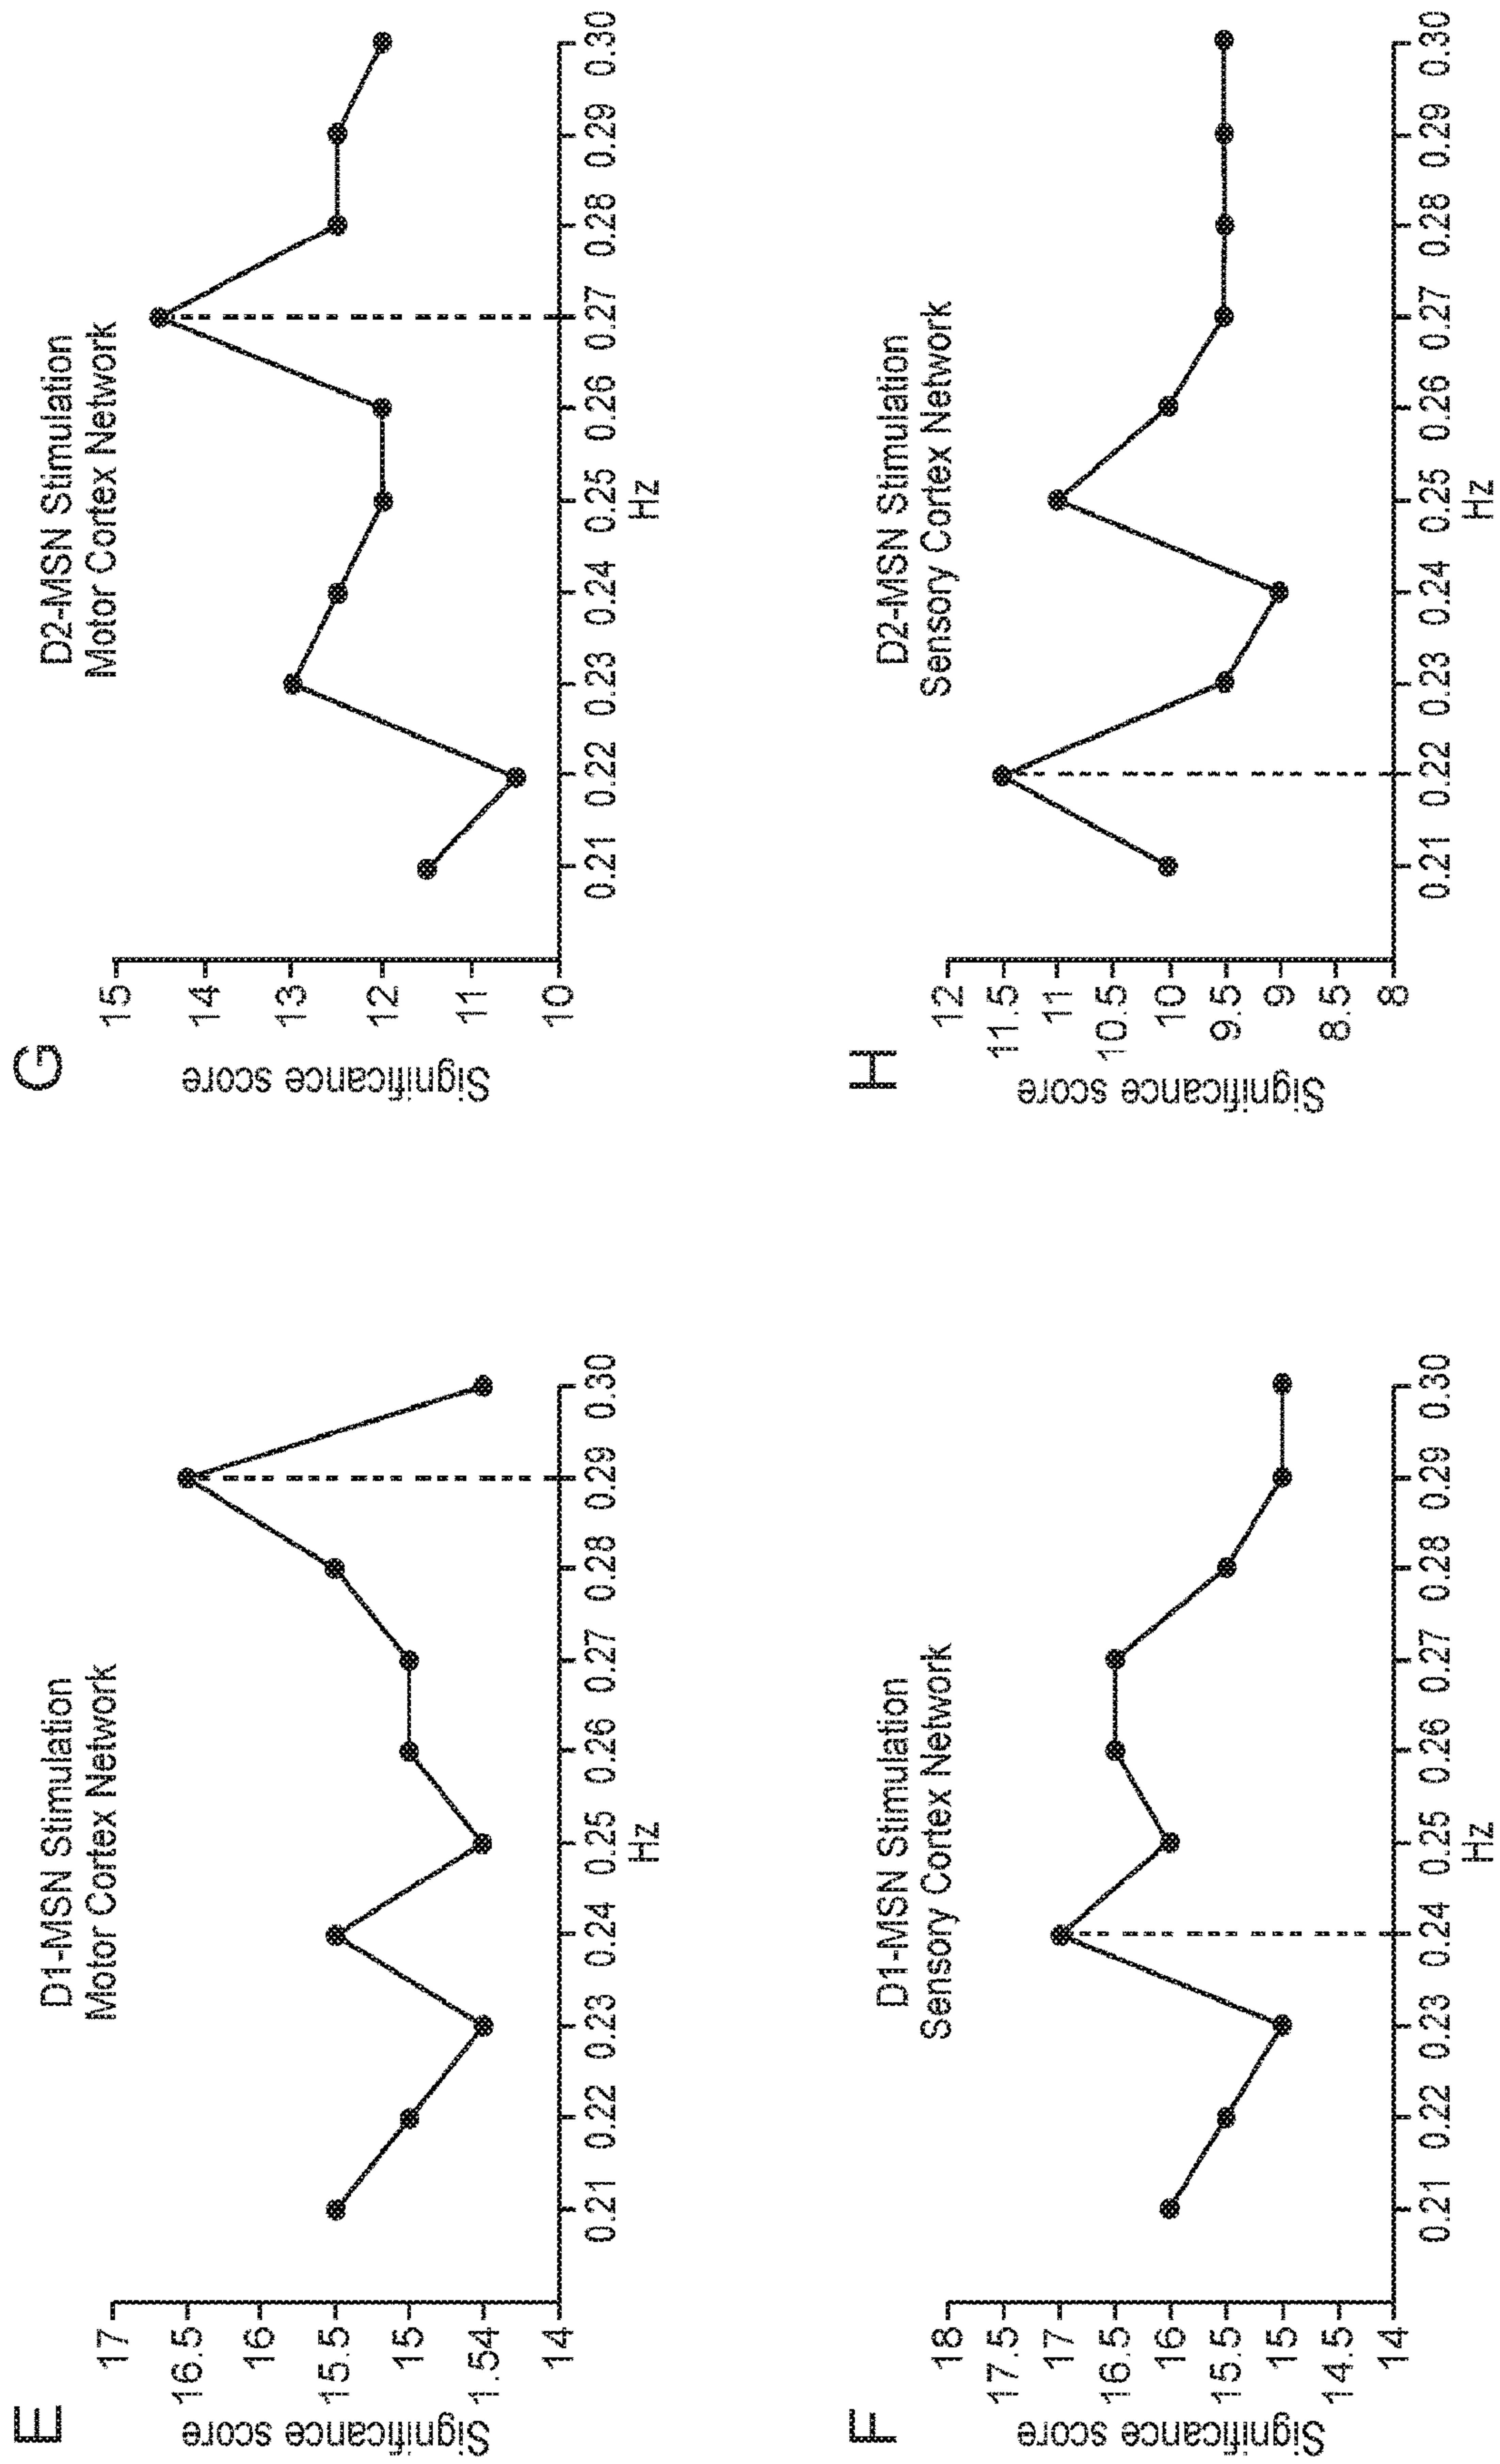 E
D1-MSN Stimulation
Motor Cortex Network
Significance score
17
16.5
16
15.5
1.5
1.54
14
0.21 0.22 0.23 0.24 0.25 0.26 0.27 0.28 0.29 0.30
Hz
G
D2-MSN Stimulation
Motor Cortex Network
Significance score
15
14
13
12
11
10
0.21 0.22 0.23 0.24 0.25 0.26 0.27 0.28 0.29 0.30
Hz
F
D1-MSN Stimulation
Sensory Cortex Network
Significance score
18
17.5
17
16.5
16
15.5
15
14.5
14
0.21 0.22 0.23 0.24 0.25 0.26 0.27 0.28 0.29 0.30
Hz
H
D2-MSN Stimulation
Sensory Cortex Network
Significance score
12
11.5
11
10.5
10
9.5
9
8.5
8
0.21 0.22 0.23 0.24 0.25 0.26 0.27 0.28 0.29 0.30
Hz